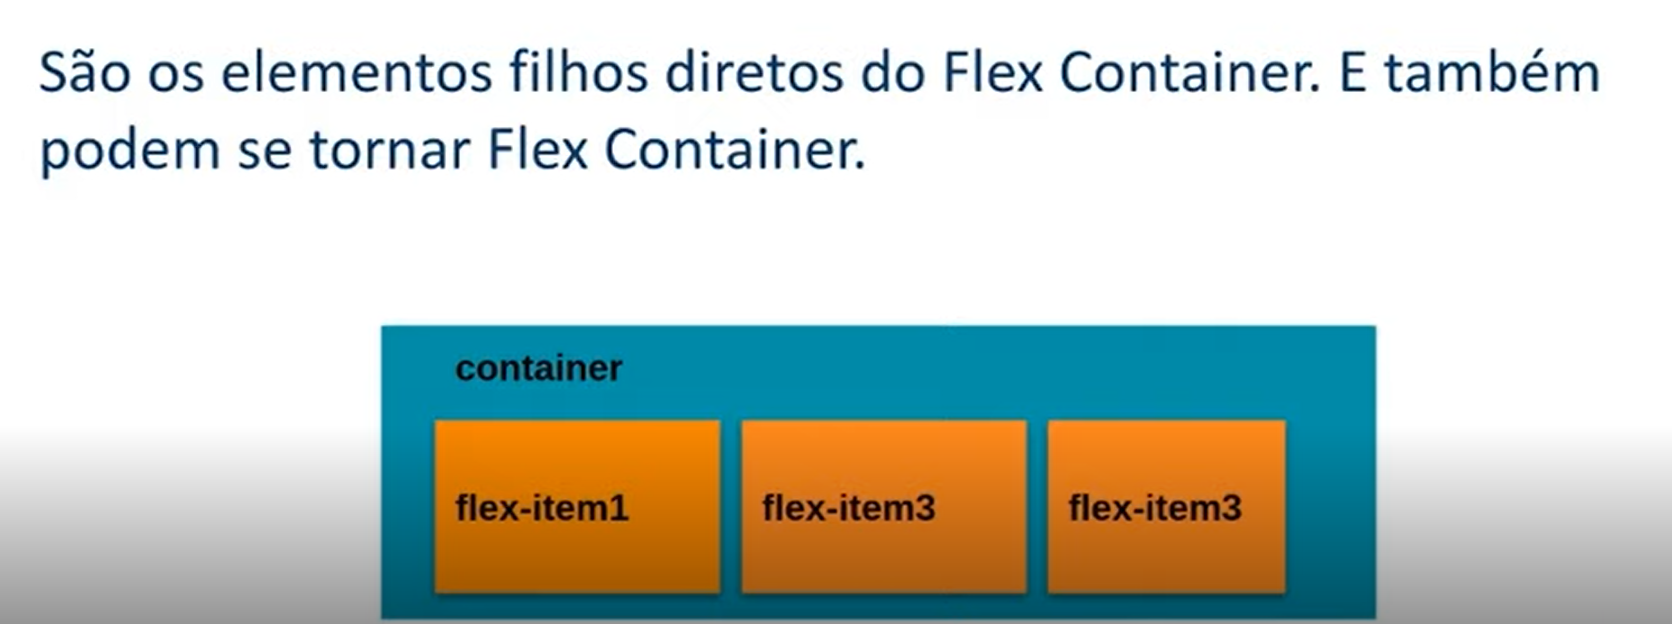 São os elementos filhos diretos do Flex Container. E também
podem se tornar Flex Container.
container
flex-item1 flex-item3 flex-item3